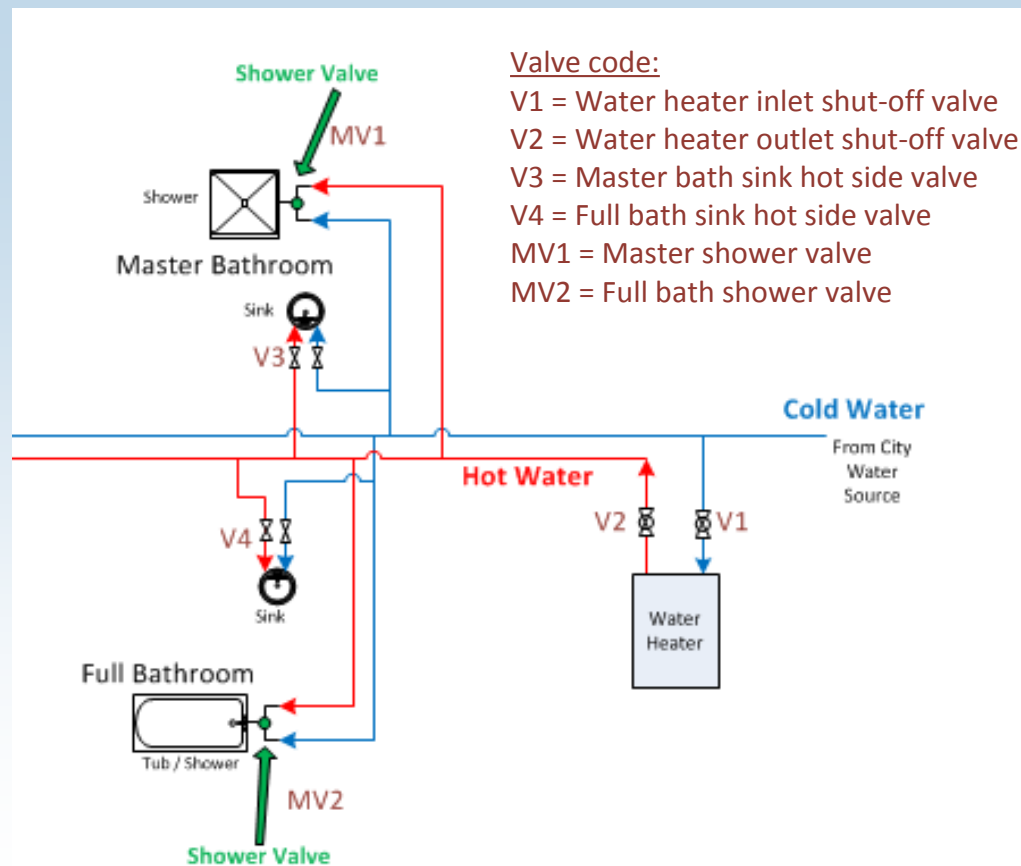 Shower Valve
MV1
Valve code:
V1 = Water heater inlet shut-off valve
V2 = Water heater outlet shut-off valve
V3 = Master bath sink hot side valve
V4 = Full bath sink hot side valve
MV1 = Master shower valve
MV2 = Full bath shower valve
Shower
Master Bathroom
Sink
V3
Cold Water
From City
Water
Source
Hot Water
V2
V1
V4
Sink
Water
Heater
Full Bathroom
Tub / Shower
MV2
Shower Valve